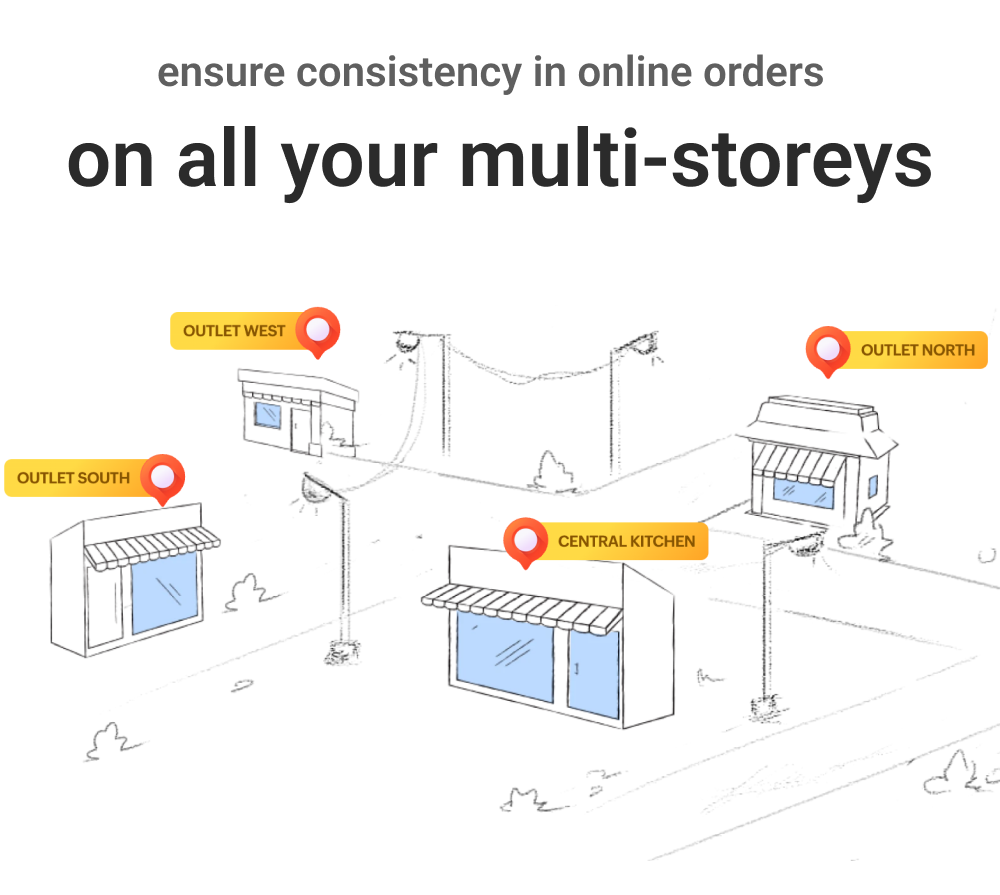 ensure consistency in online orders
on all your multi-storeys
OUTLET WEST
OUTLET NORTH
OUTLET SOUTH
CENTRAL KITCHEN